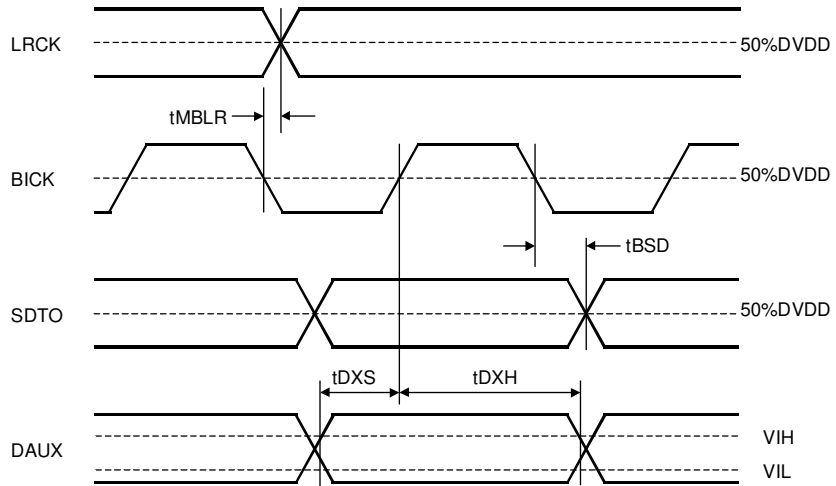 LRCK
50%DVDD
tMBLR
BICK
50%DVDD
tBSD
SDTO
50%DVDD
tDXS
tDXH
DAUX
VIH
VIL